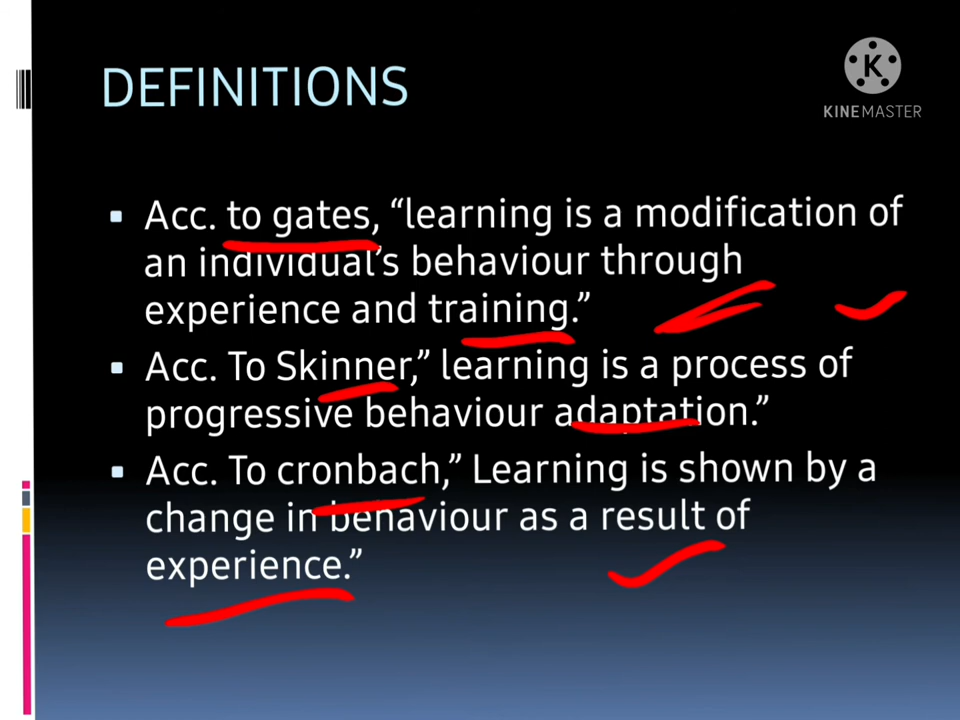 DEFINITIONS
K
KINEMASTER
Acc. to gates, “learning is a modification of
an individual’s behaviour through
experience and training.”
Acc. To Skinner,” learning is a process of
progressive behaviour adaptation.”
Acc. To cronbach,” Learning is shown by a
change in behaviour as a result of
experience.”